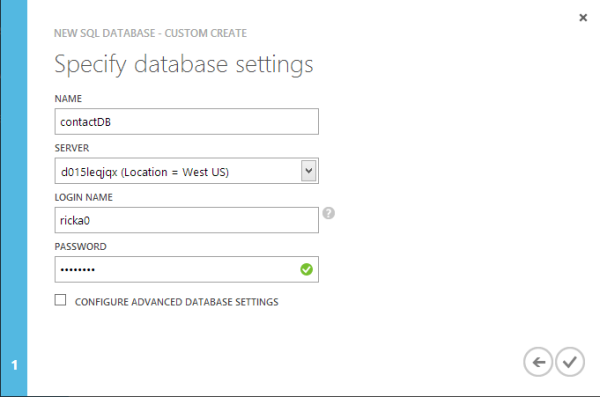 NEW SQL DATABASE - CUSTOM CREATE
Specify database settings
NAME
contactDB
SERVER
d015leqjqx (Location = West US)
LOGIN NAME
ricka0
?
PASSWORD
••••••••
CONFIGURE ADVANCED DATABASE SETTINGS
1